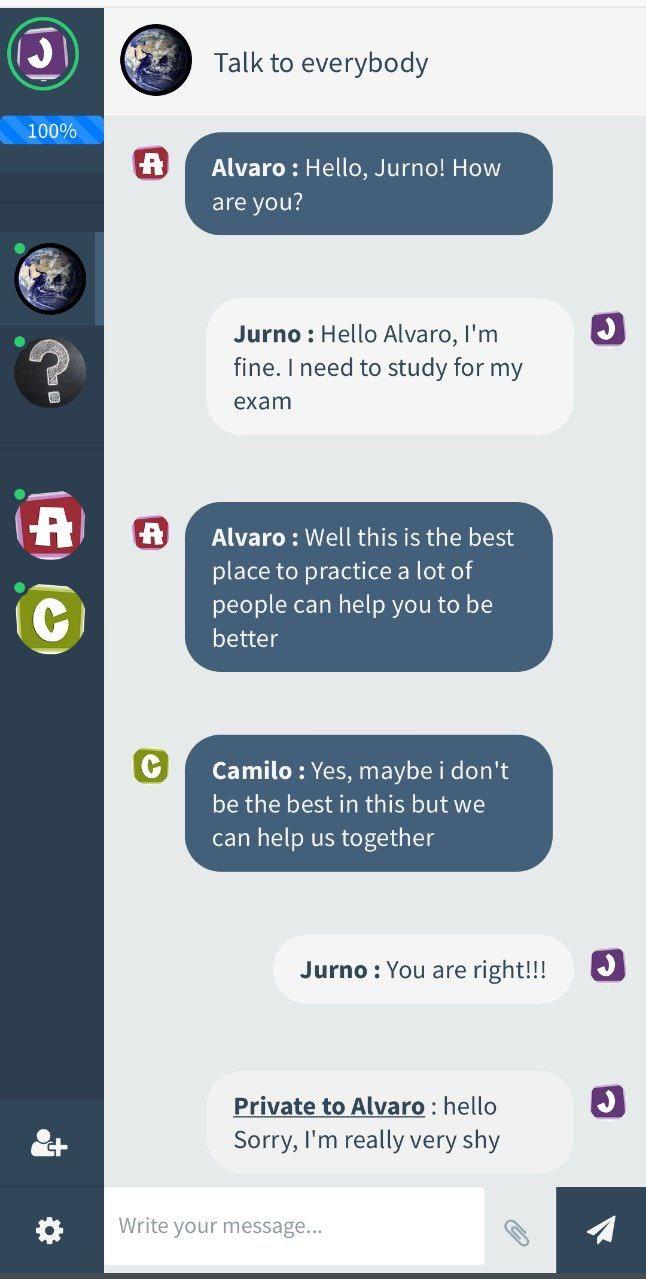 J
Talk to everybody
100%
A
Alvaro : Hello, Jurno! How
are you?
Jurno : Hello Alvaro, I'm
fine. I need to study for my
exam
J
?
A
C
A
Alvaro : Well this is the best
place to practice a lot of
people can help you to be
better
C
Camilo : Yes, maybe i don't
be the best in this but we
can help us together
Jurno : You are right!!!
J
Private to Alvaro : hello
Sorry, I'm really very shy
J
Write your message...